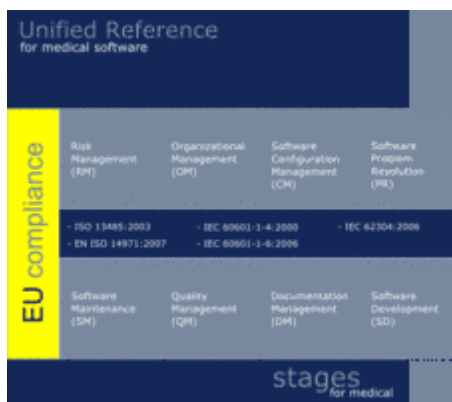 Unified Reference
for medical software
EU compliance
Risk
Management
(RM)
Organizational
Management
(OM)
Software
Configuration
Management
(CM)
Software
Problem
Resolution
(PR)
- ISO 13485:2003
- IEC 60601-1-4:2000
- IEC 62304:2006
- EN ISO 14971:2007
- IEC 60601-1-6:2006
Software
Maintenance
(SM)
Quality
Management
(QM)
Documentation
Management
(DM)
Software
Development
(SD)
stages
for medical